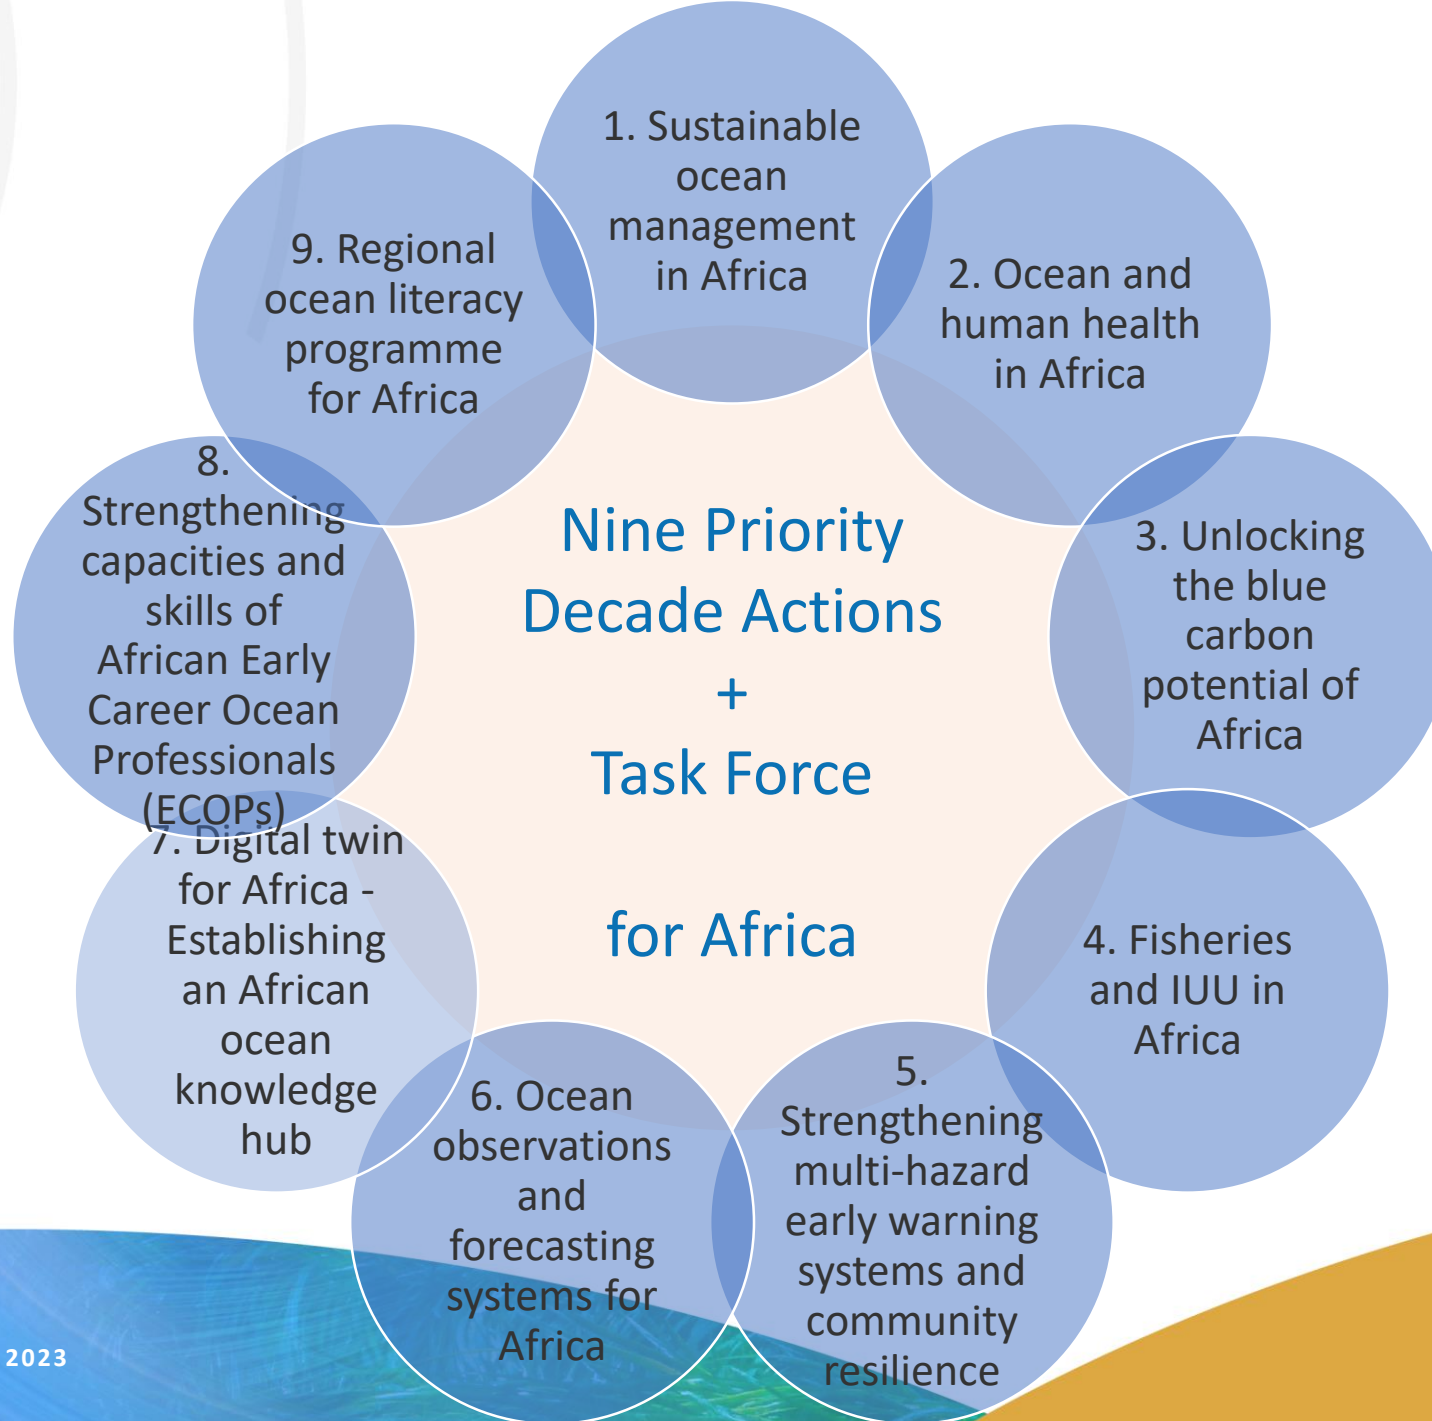 1. Sustainable
ocean
management
in Africa
2. Ocean and
human health
in Africa
3. Unlocking
the blue
carbon
potential of
Africa
4. Fisheries
and IUU in
Africa
5.
Strengthening
multi-hazard
early warning
systems and
community
resilience
6. Ocean
observations
and
forecasting
systems for
Africa
7. Digital twin
for Africa -
Establishing
an African
ocean
knowledge
hub
8.
Strengthening
capacities and
skills of
African Early
Career Ocean
Professionals
(ECOPs)
9. Regional
ocean literacy
programme
for Africa
Nine Priority
Decade Actions
+
Task Force
for Africa
2023